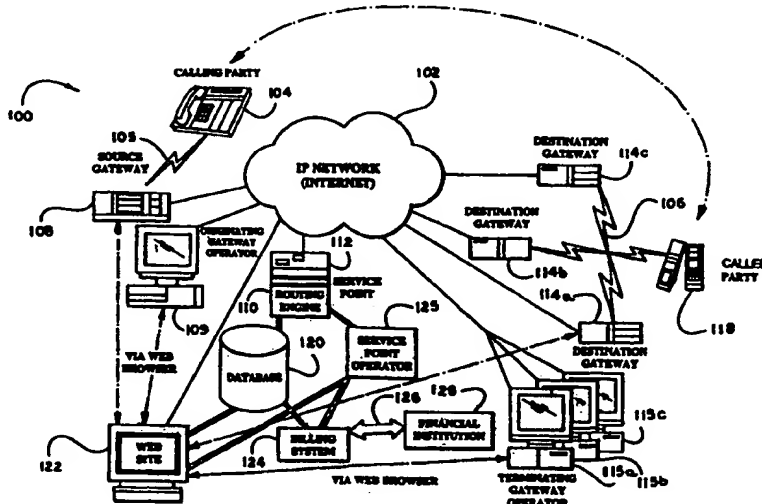 CALLING PARTY
104
102
100
105
SOURCE
GATEWAY
IP NETWORK
(INTERNET)
DESTINATION
GATEWAY
114c
108
106
ORIGINATING GATEWAY
OPERATOR
112
DESTINATION
GATEWAY
114b
CALLED
PARTY
118
SERVICE
POINT
110
ROUTING
ENGINE
125
114a
109
DESTINATION
GATEWAY
120
SERVICE
POINT
OPERATOR
VIA WEB
BROWSER
DATABASE
126
128
FINANCIAL
INSTITUTION
115c
122
WEB
SITE
124
BILLING
SYSTEM
115a
115b
VIA WEB BROWSER
TERMINATING GATEWAY
OPERATOR